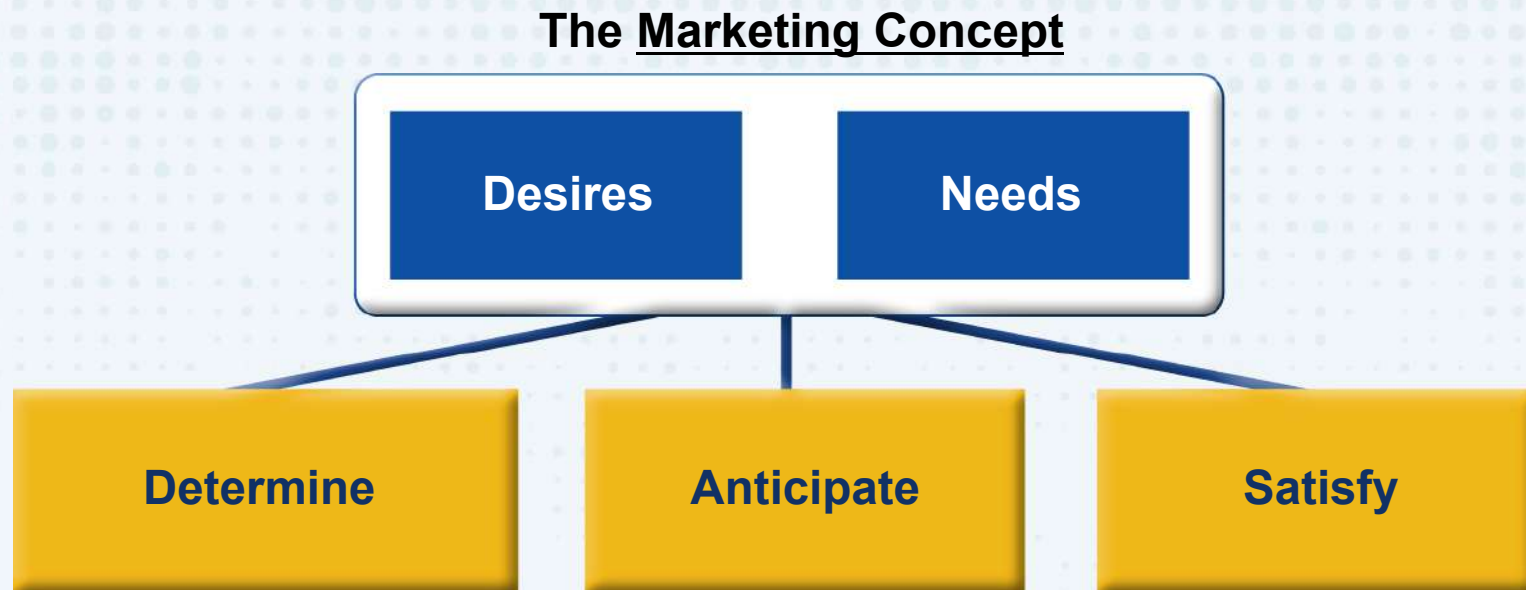 The Marketing Concept
Desires
Needs
Determine
Anticipate
Satisfy